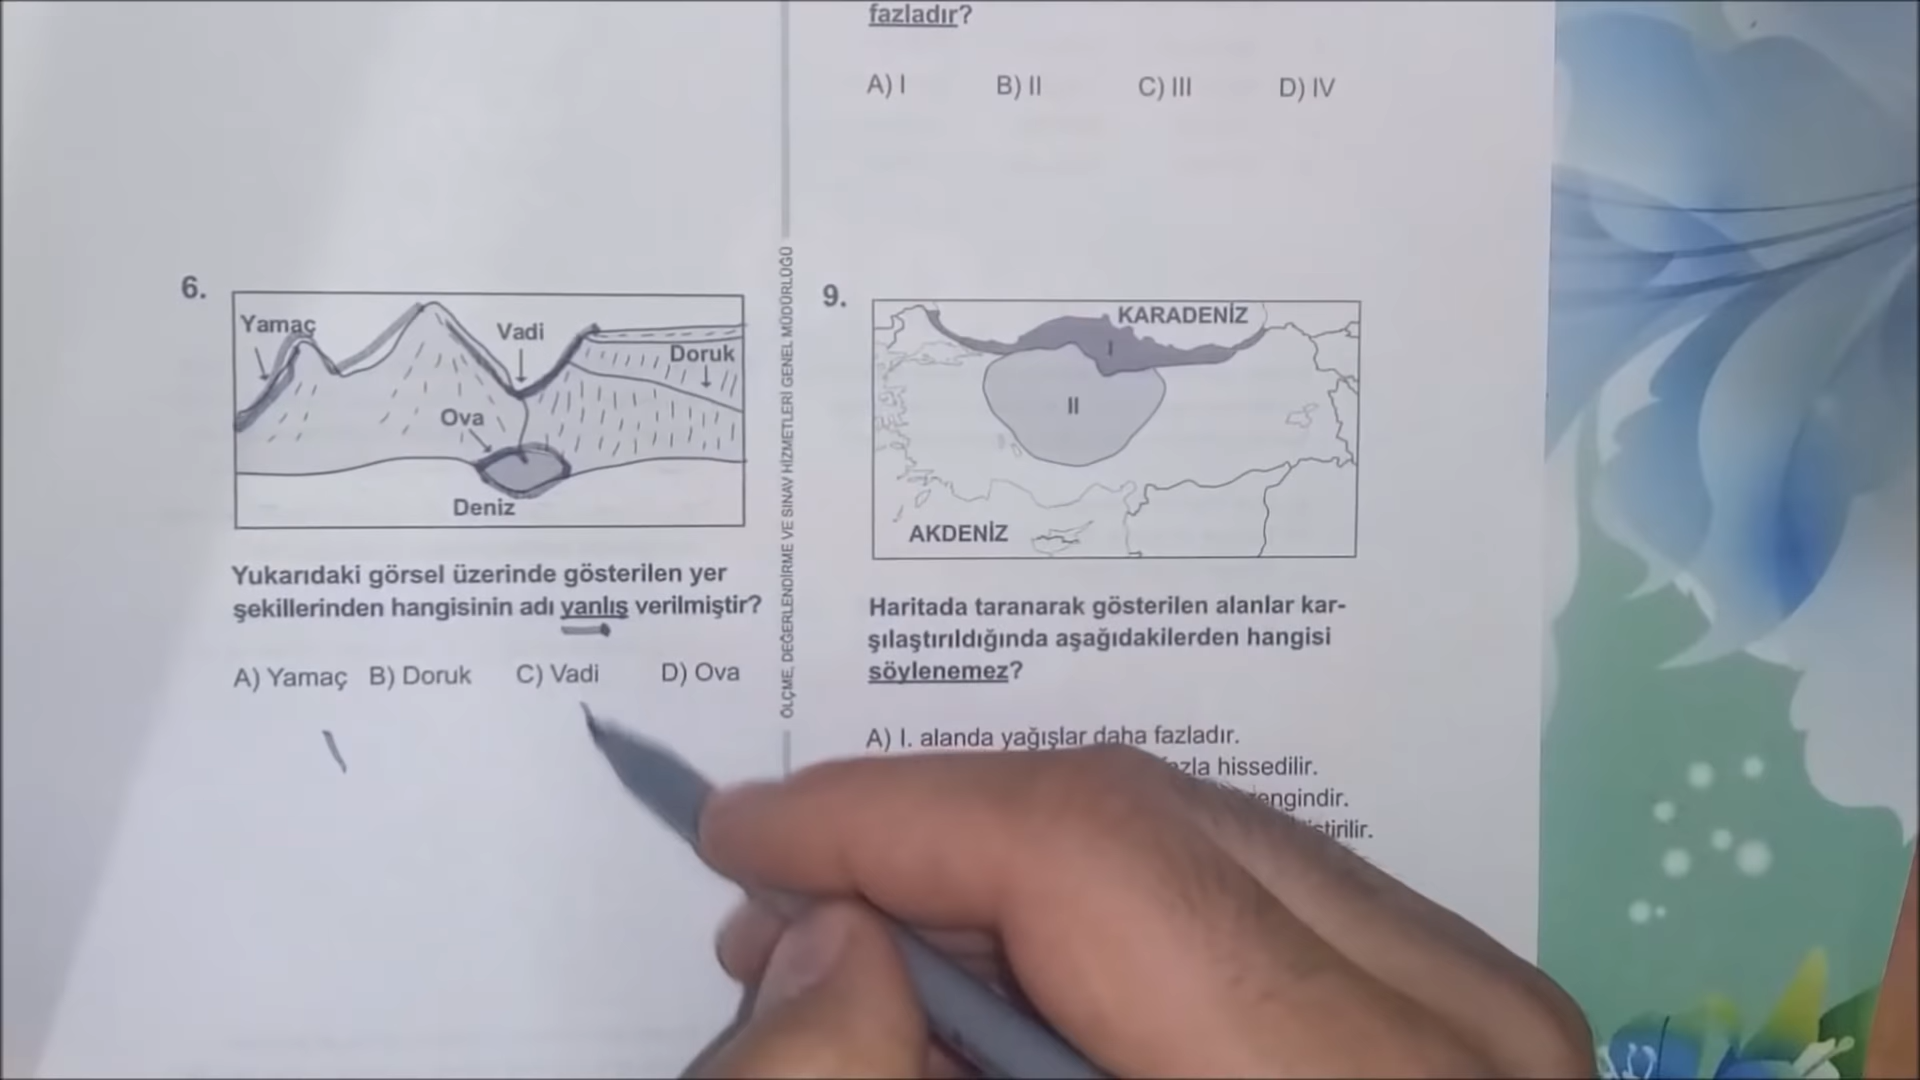 6.
Yamaç
Vadi
Doruk
Ova
Deniz
Yukarıdaki görsel üzerinde gösterilen yer
şekillerinden hangisinin adı yanlış verilmiştir?
A) Yamaç B) Doruk C) Vadi D) Ova
ÖLÇME, DEĞERLENDİRME VE SINAV HİZMETLERİ GENEL MÜDÜRLÜĞÜ
fazladır?
A) I B) II C) III D) IV
9.
KARADENİZ
I
II
AKDENİZ
Haritada taranarak gösterilen alanlar kar-
şılaştırıldığında aşağıdakilerden hangisi
söylenemez?
A) I. alanda yağışlar daha fazladır.
hissedilir.